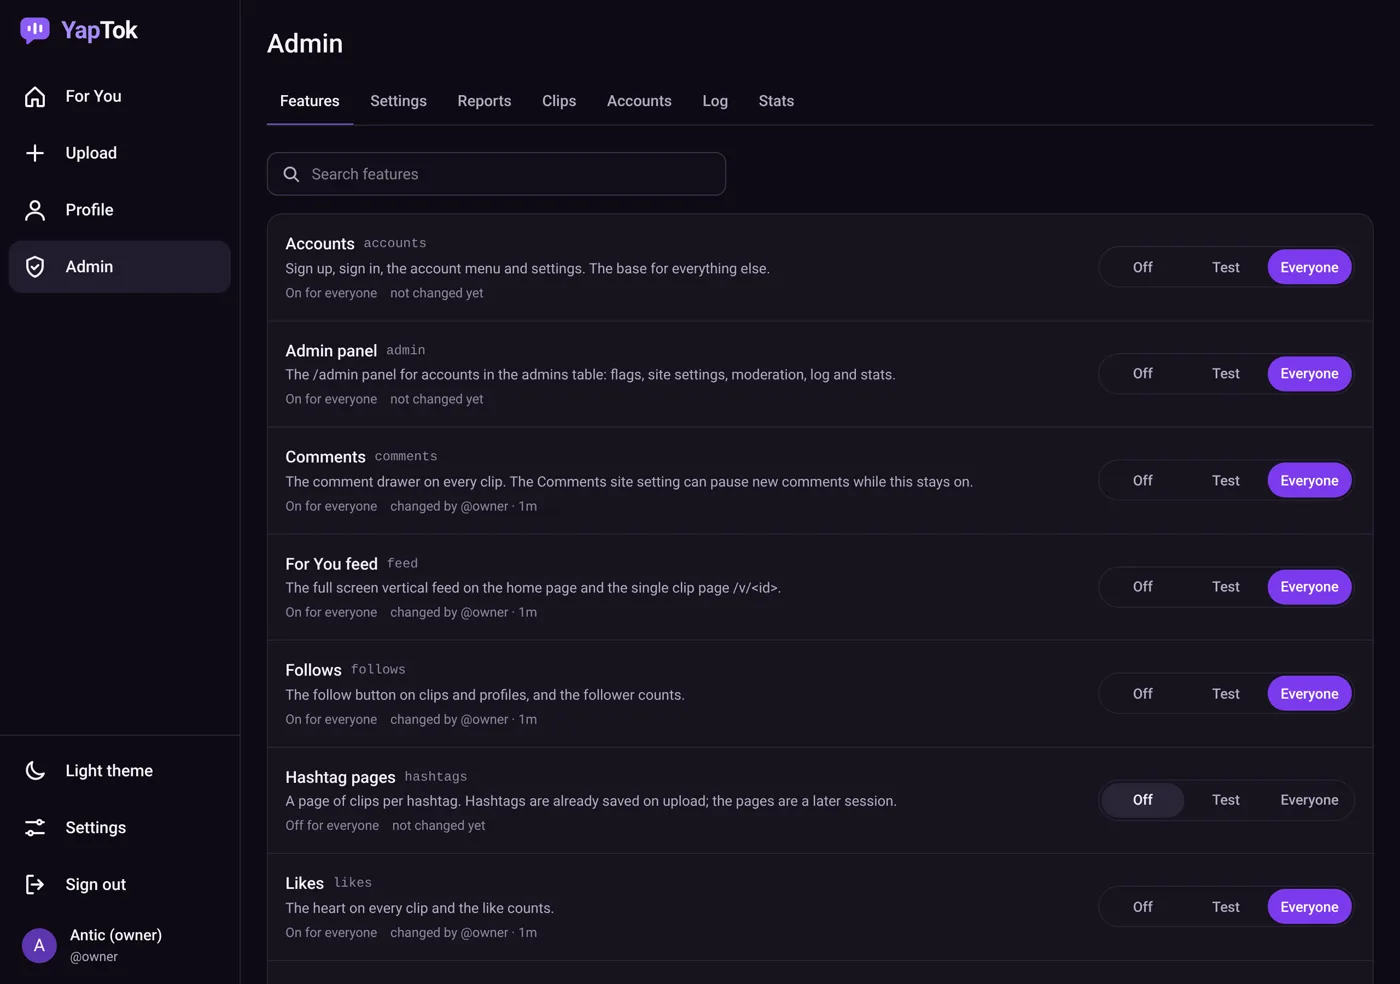 YapTok
For You
Upload
Profile
Admin
Light theme
Settings
Sign out
A
Antic (owner)
@owner
Admin
Features Settings Reports Clips Accounts Log Stats
Search features
Accounts accounts
Sign up, sign in, the account menu and settings. The base for everything else.
On for everyone not changed yet
Off Test Everyone
Admin panel admin
The /admin panel for accounts in the admins table: flags, site settings, moderation, log and stats.
On for everyone not changed yet
Off Test Everyone
Comments comments
The comment drawer on every clip. The Comments site setting can pause new comments while this stays on.
On for everyone changed by @owner · 1m
Off Test Everyone
For You feed feed
The full screen vertical feed on the home page and the single clip page /v/<id>.
On for everyone changed by @owner · 1m
Off Test Everyone
Follows follows
The follow button on clips and profiles, and the follower counts.
On for everyone changed by @owner · 1m
Off Test Everyone
Hashtag pages hashtags
A page of clips per hashtag. Hashtags are already saved on upload; the pages are a later session.
Off for everyone not changed yet
Off Test Everyone
Likes likes
The heart on every clip and the like counts.
On for everyone changed by @owner · 1m
Off Test Everyone